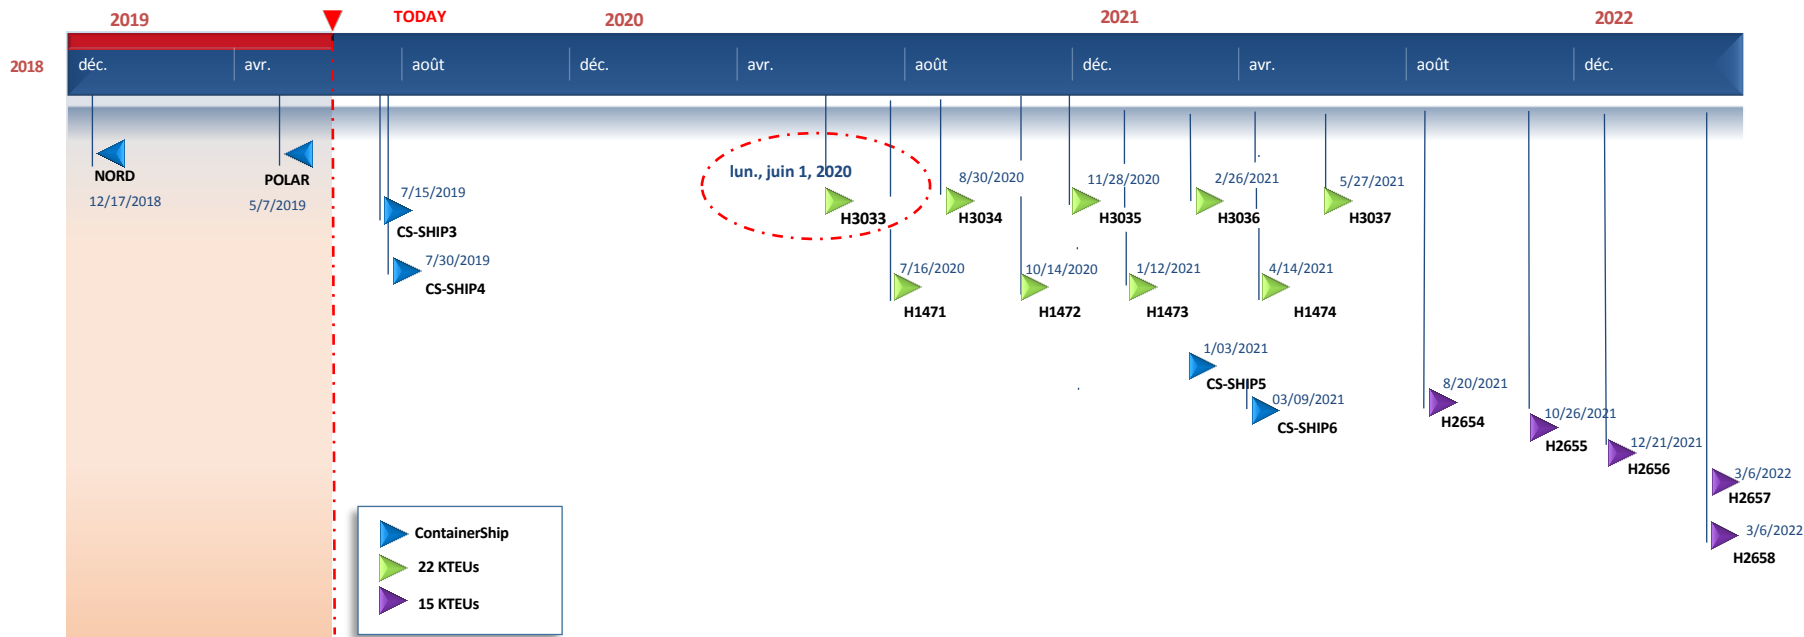 2019
TODAY
2020
2021
2022
2018
déc.
avr.
août
déc.
avr.
août
déc.
avr.
août
déc.
NORD
12/17/2018
POLAR
5/7/2019
7/15/2019
CS-SHIP3
7/30/2019
CS-SHIP4
lun., juin 1, 2020
H3033
8/30/2020
H3034
11/28/2020
H3035
2/26/2021
H3036
5/27/2021
H3037
7/16/2020
H1471
10/14/2020
H1472
1/12/2021
H1473
4/14/2021
H1474
1/03/2021
CS-SHIP5
03/09/2021
CS-SHIP6
8/20/2021
H2654
10/26/2021
H2655
12/21/2021
H2656
3/6/2022
H2657
3/6/2022
H2658
ContainerShip
22 KTEUs
15 KTEUs